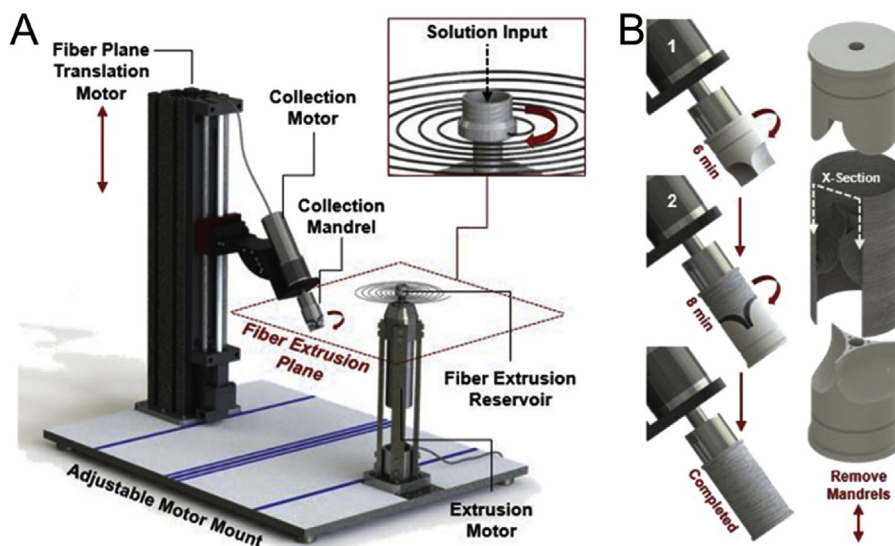 A
Fiber Plane
Translation
Motor
Collection
Motor
Collection
Mandrel
Solution Input
Fiber Extrusion
Plane
Fiber Extrusion
Reservoir
Extrusion
Motor
Adjustable Motor Mount
B
1
6 min
2
8 min
Completed
X-Section
Remove
Mandrels